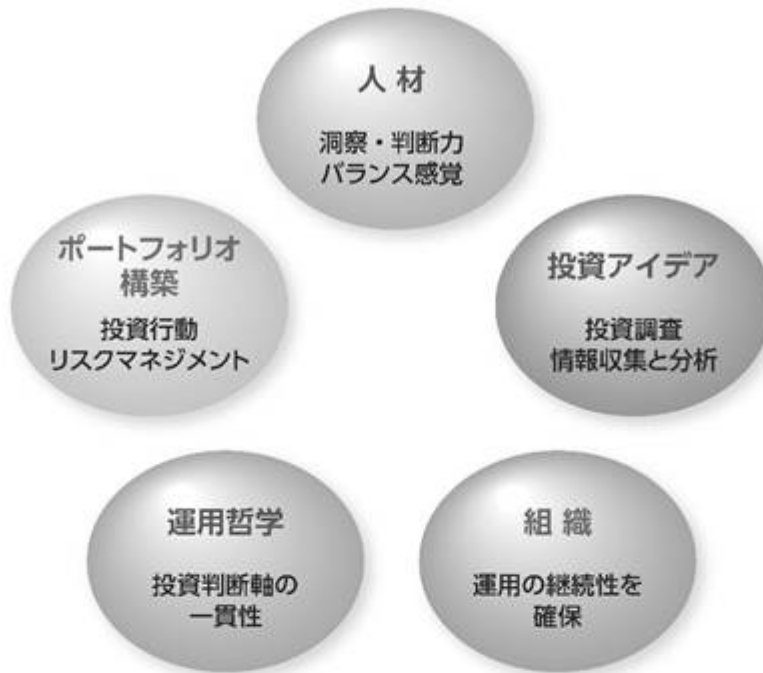 人 材
洞察・判断力
バランス感覚
ポートフォリオ
構築
投資行動
リスクマネジメント
投資アイデア
投資調査
情報収集と分析
運用哲学
投資判断軸の
一貫性
組 織
運用の継続性を
確保